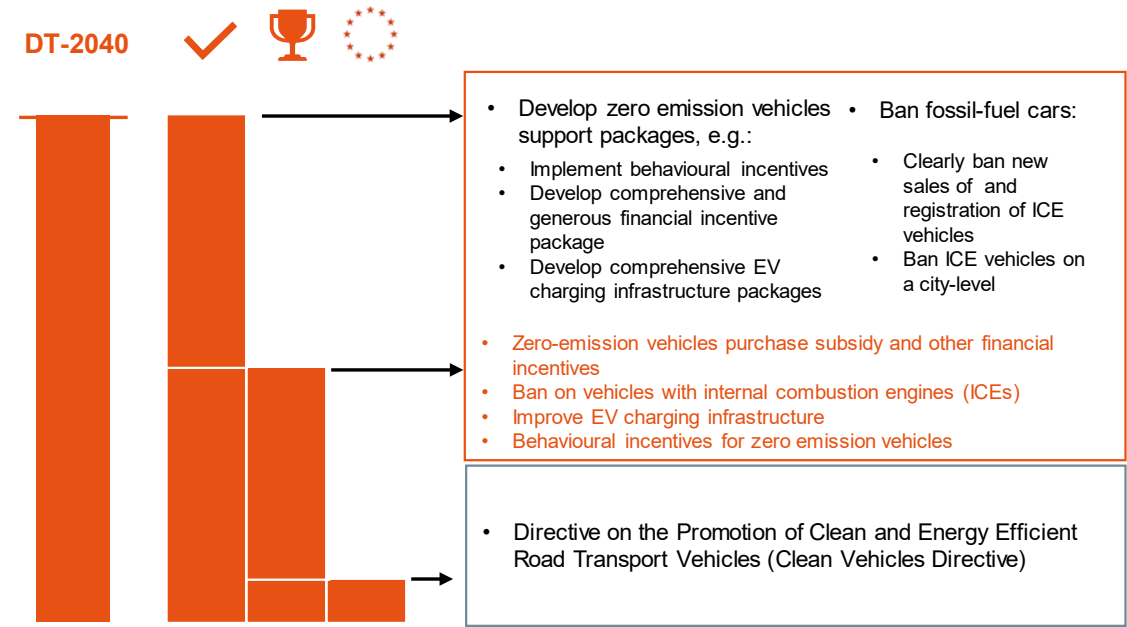 DT-2040
• Develop zero emission vehicles
support packages, e.g.:
• Implement behavioural incentives
• Develop comprehensive and
generous financial incentive
package
• Develop comprehensive EV
charging infrastructure packages
• Ban fossil-fuel cars:
• Clearly ban new
sales of and
registration of ICE
vehicles
• Ban ICE vehicles on
a city-level
• Zero-emission vehicles purchase subsidy and other financial
incentives
• Ban on vehicles with internal combustion engines (ICEs)
• Improve EV charging infrastructure
• Behavioural incentives for zero emission vehicles
• Directive on the Promotion of Clean and Energy Efficient
Road Transport Vehicles (Clean Vehicles Directive)